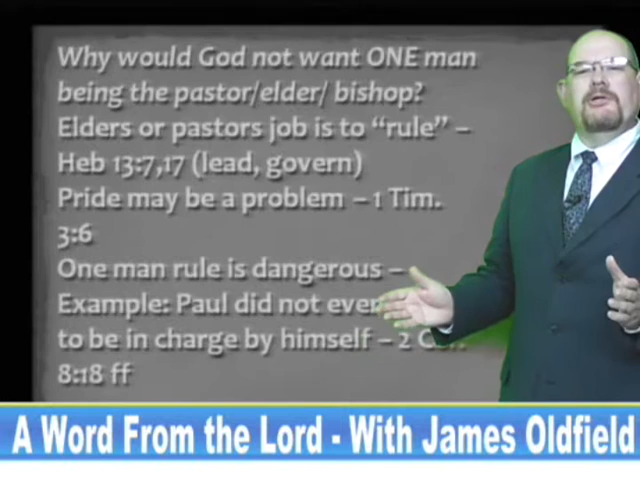 Why would God not want ONE man
being the pastor/elder/ bishop?
Elders or pastors job is to “rule” –
Heb 13:7,17 (lead, govern)
Pride may be a problem – 1 Tim.
3:6
One man rule is dangerous –
Example: Paul did not even
to be in charge by himself – 2
8:18 ff
A Word From the Lord - With James Oldfield